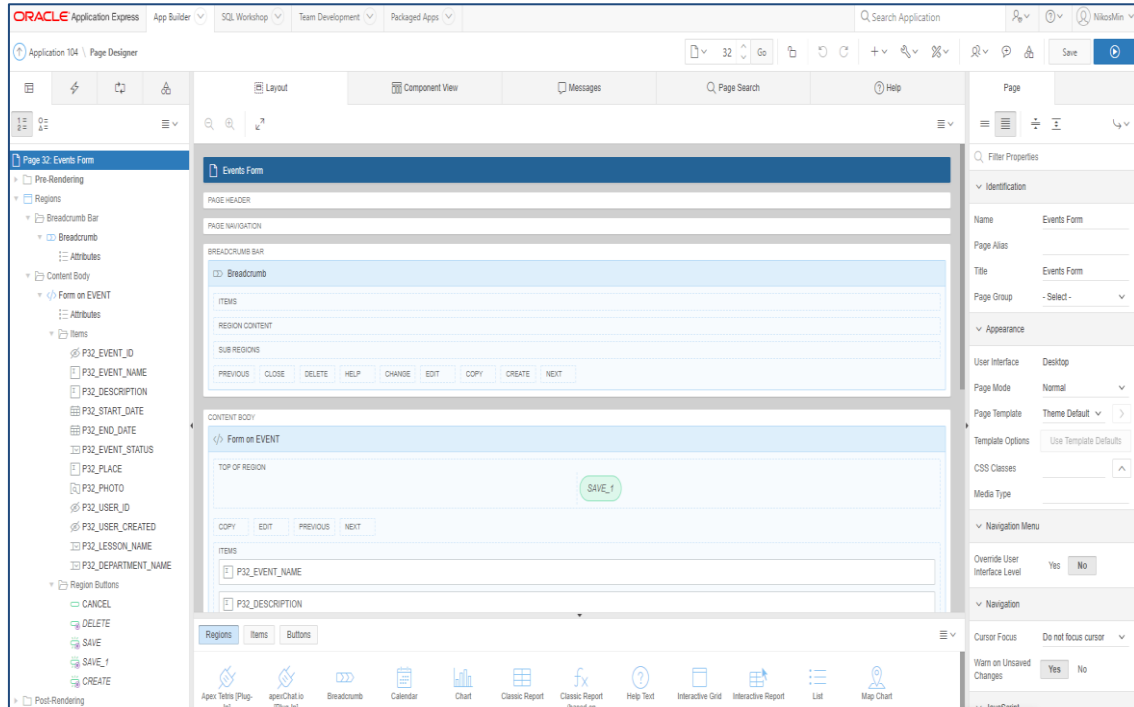 ORACLE Application Express App Builder SQL Workshop Team Development Packaged Apps Search Application NikosMin
Application 104 \ Page Designer 32 Go Save
Layout Component View Messages Page Search Help Page
Filter Properties
Page 32: Events Form
Pre-Rendering
Regions
Breadcrumb Bar
Breadcrumb
Attributes
Content Body
Form on EVENT
Attributes
Items
P32_EVENT_ID
P32_EVENT_NAME
P32_DESCRIPTION
P32_START_DATE
P32_END_DATE
P32_EVENT_STATUS
P32_PLACE
P32_PHOTO
P32_USER_ID
P32_USER_CREATED
P32_LESSON_NAME
P32_DEPARTMENT_NAME
Region Buttons
CANCEL
DELETE
SAVE
SAVE_1
CREATE
Post-Rendering
Events Form
PAGE HEADER
PAGE NAVIGATION
BREADCRUMB BAR
Breadcrumb
ITEMS
REGION CONTENT
SUB REGIONS
PREVIOUS CLOSE DELETE HELP CHANGE EDIT COPY CREATE NEXT
CONTENT BODY
Form on EVENT
TOP OF REGION
SAVE_1
COPY EDIT PREVIOUS NEXT
ITEMS
P32_EVENT_NAME
P32_DESCRIPTION
Regions Items Buttons
Apex Tetris [Plug- apexChat.io Breadcrumb Calendar Chart Classic Report Classic Report Help Text Interactive Grid Interactive Report List Map Chart
Identification
Name Events Form
Page Alias
Title Events Form
Page Group - Select -
Appearance
User Interface Desktop
Page Mode Normal
Page Template Theme Default
Template Options Use Template Defaults
CSS Classes
Media Type
Navigation Menu
Override User
Interface Level Yes No
Navigation
Cursor Focus Do not focus cursor
Warn on Unsaved
Changes Yes No